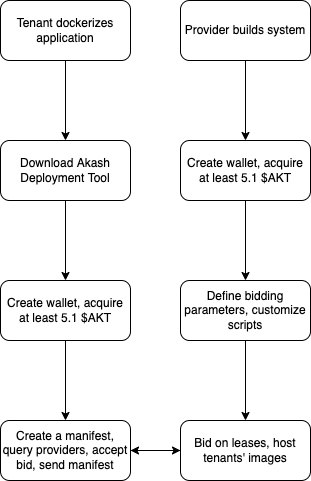 Tenant dockerizes
application
Provider builds system
Download Akash
Deployment Tool
Create wallet, acquire
at least 5.1 $AKT
Create wallet, acquire
at least 5.1 $AKT
Define bidding
parameters, customize
scripts
Create a manifest,
query providers, accept
bid, send manifest
Bid on leases, host
tenants' images